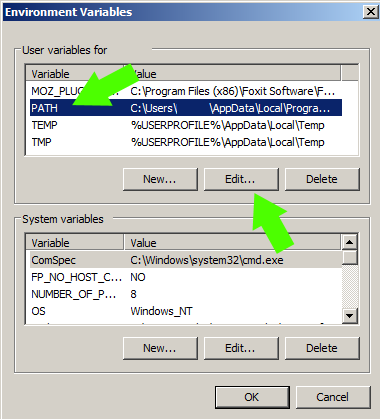 Environment Variables
User variables for
Variable Value
MOZ_PLUG... C:\Program Files (x86)\Foxit Software\F...
PATH C:\Users\ AppData\Local\Progra...
TEMP %USERPROFILE%\AppData\Local\Temp
TMP %USERPROFILE%\AppData\Local\Temp
New... Edit... Delete
System variables
Variable Value
ComSpec C:\Windows\system32\cmd.exe
FP_NO_HOST_C... NO
NUMBER_OF_P... 8
OS Windows_NT
New... Edit... Delete
OK Cancel